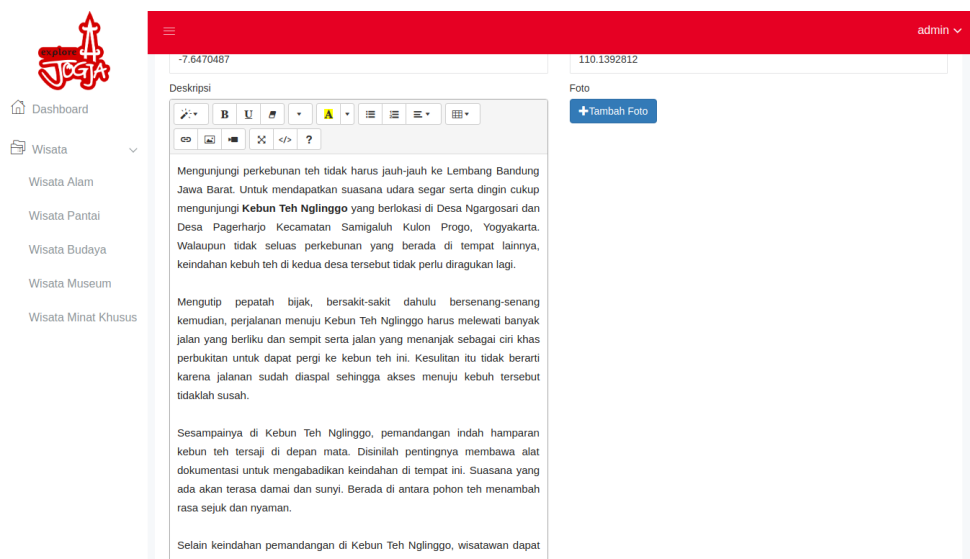 explore
JOGJA
admin
Dashboard
Wisata
Wisata Alam
Wisata Pantai
Wisata Budaya
Wisata Museum
Wisata Minat Khusus
-7.6470487
110.1392812
Deskripsi
Foto
B U A </> ?
Tambah Foto
Mengunjungi perkebunan teh tidak harus jauh-jauh ke Lembang Bandung
Jawa Barat. Untuk mendapatkan suasana udara segar serta dingin cukup
mengunjungi Kebun Teh Nglinggo yang berlokasi di Desa Ngargosari dan
Desa Pagerharjo Kecamatan Samigaluh Kulon Progo, Yogyakarta.
Walaupun tidak seluas perkebunan yang berada di tempat lainnya,
keindahan kebuh teh di kedua desa tersebut tidak perlu diragukan lagi.
Mengutip pepatah bijak, bersakit-sakit dahulu bersenang-senang
kemudian, perjalanan menuju Kebun Teh Nglinggo harus melewati banyak
jalan yang berliku dan sempit serta jalan yang menanjak sebagai ciri khas
perbukitan untuk dapat pergi ke kebun teh ini. Kesulitan itu tidak berarti
karena jalanan sudah diaspal sehingga akses menuju kebuh tersebut
tidaklah susah.
Sesampainya di Kebun Teh Nglinggo, pemandangan indah hamparan
kebun teh tersaji di depan mata. Disinilah pentingnya membawa alat
dokumentasi untuk mengabadikan keindahan di tempat ini. Suasana yang
ada akan terasa damai dan sunyi. Berada di antara pohon teh menambah
rasa sejuk dan nyaman.
Selain keindahan pemandangan di Kebun Teh Nglinggo, wisatawan dapat